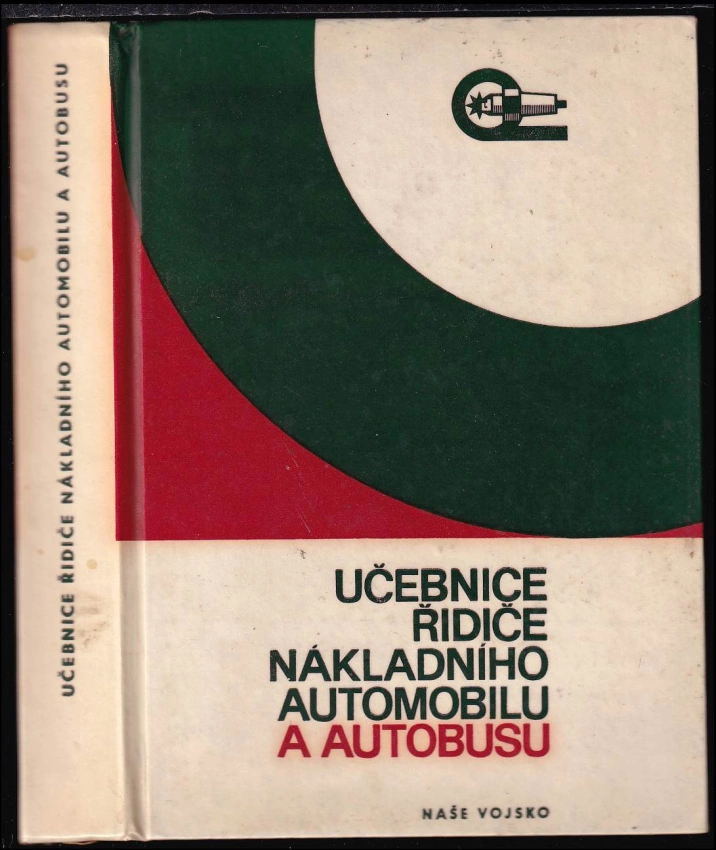 UČEBNICE ŘIDIČE NÁKLADNÍHO AUTOMOBILU A AUTOBUSU
UČEBNICE
ŘIDIČE
NÁKLADNÍHO
AUTOMOBILU
A AUTOBUSU
NAŠE VOJSKO